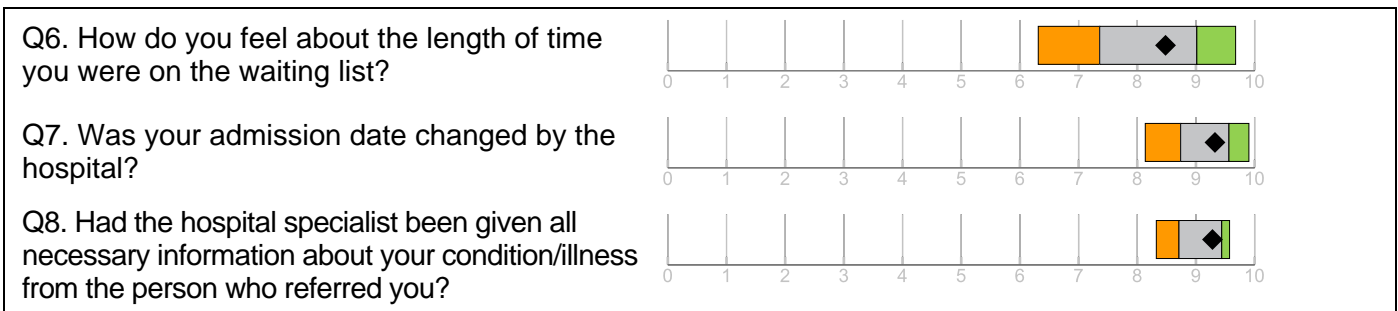 Q6. How do you feel about the length of time
you were on the waiting list?
0 1 2 3 4 5 6 7 8 9 10
Q7. Was your admission date changed by the
hospital?
0 1 2 3 4 5 6 7 8 9 10
Q8. Had the hospital specialist been given all
necessary information about your condition/illness
from the person who referred you?
0 1 2 3 4 5 6 7 8 9 10